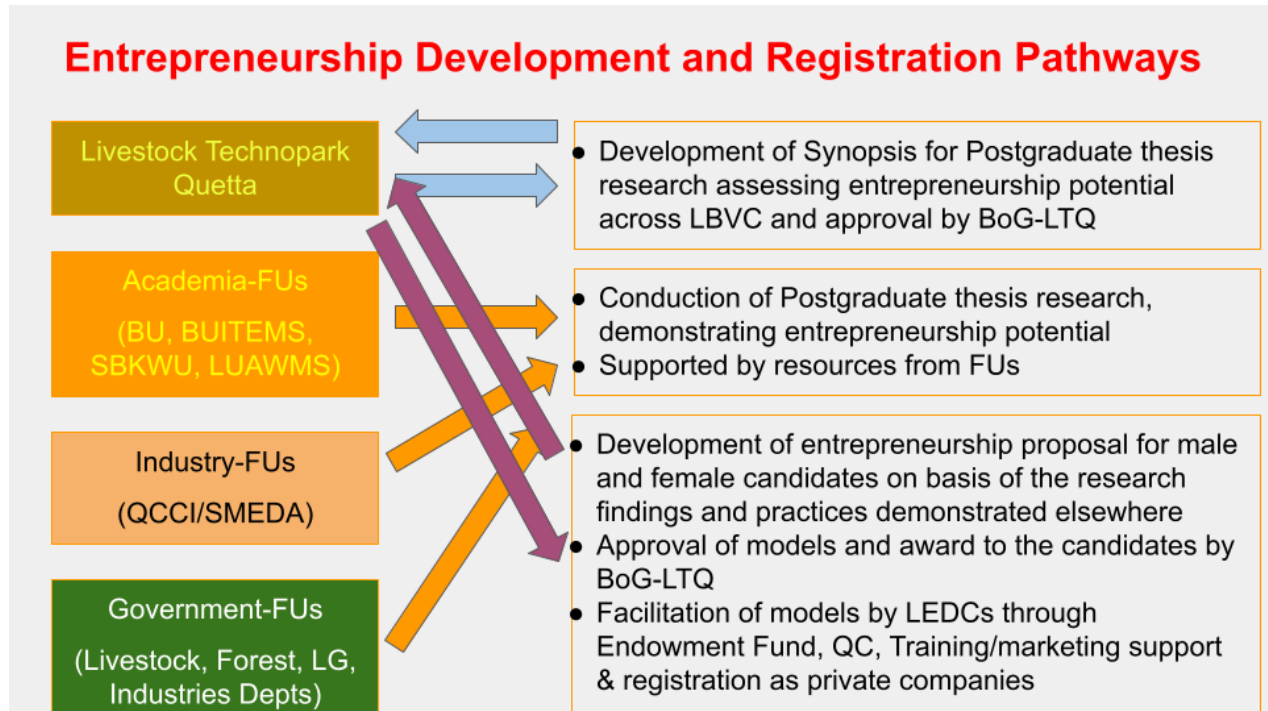 Entrepreneurship Development and Registration Pathways
Livestock Technopark
Quetta
Academia-FUs
(BU, BUITEMS,
SBKWU, LUAWMS)
Industry-FUs
(QCCI/SMEDA)
Government-FUs
(Livestock, Forest, LG,
Industries Depts)
● Development of Synopsis for Postgraduate thesis
research assessing entrepreneurship potential
across LBVC and approval by BoG-LTQ
● Conduction of Postgraduate thesis research,
demonstrating entrepreneurship potential
● Supported by resources from FUs
● Development of entrepreneurship proposal for male
and female candidates on basis of the research
findings and practices demonstrated elsewhere
● Approval of models and award to the candidates by
BoG-LTQ
● Facilitation of models by LEDCs through
Endowment Fund, QC, Training/marketing support
& registration as private companies